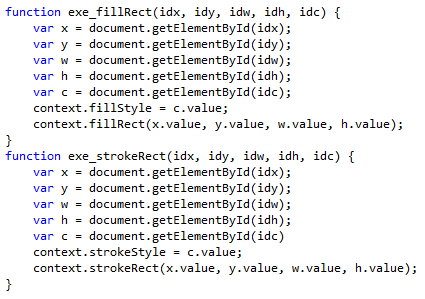 function exe_fillRect(idx, idy, idw, idh, idc) {
    var x = document.getElementById(idx);
    var y = document.getElementById(idy);
    var w = document.getElementById(idw);
    var h = document.getElementById(idh);
    var c = document.getElementById(idc);
    context.fillStyle = c.value;
    context.fillRect(x.value, y.value, w.value, h.value);
}
function exe_strokeRect(idx, idy, idw, idh, idc) {
    var x = document.getElementById(idx);
    var y = document.getElementById(idy);
    var w = document.getElementById(idw);
    var h = document.getElementById(idh);
    var c = document.getElementById(idc)
    context.strokeStyle = c.value;
    context.strokeRect(x.value, y.value, w.value, h.value);
}